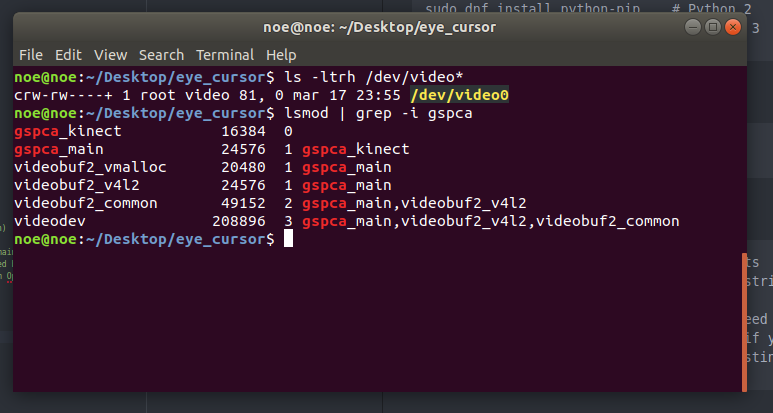 sudo dnf install python-pip    # Python 2
noe@noe: ~/Desktop/eye_cursor
3
File Edit View Search Terminal Help
noe@noe:~/Desktop/eye_cursor$ ls -ltrh /dev/video*
crw-rw----+ 1 root video 81, 0 mar 17 23:55 /dev/video0
noe@noe:~/Desktop/eye_cursor$ lsmod | grep -i gspca
gspca_kinect           16384  0
gspca_main             24576  1 gspca_kinect
videobuf2_vmalloc      20480  1 gspca_main
videobuf2_v4l2         24576  1 gspca_main
videobuf2_common       49152  2 gspca_main,videobuf2_v4l2
videodev              208896  3 gspca_main,videobuf2_v4l2,videobuf2_common
noe@noe:~/Desktop/eye_cursor$